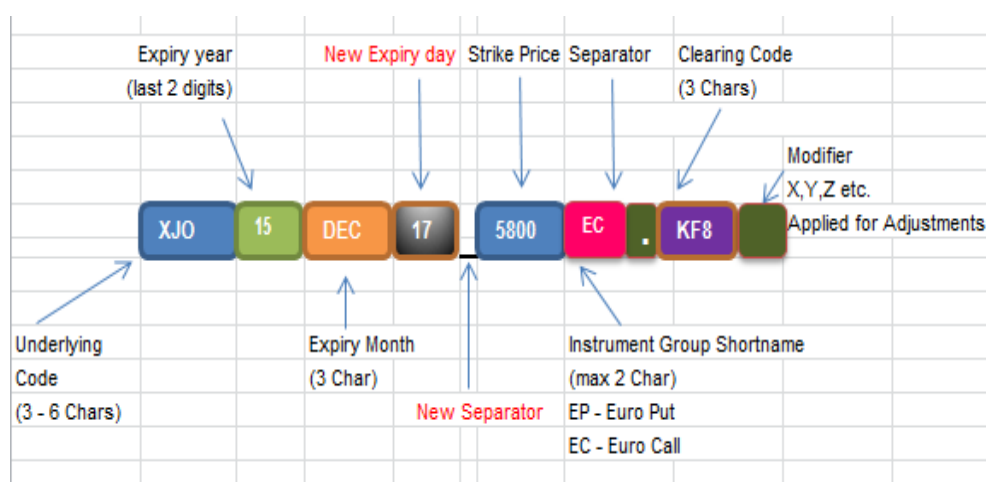 Expiry year
(last 2 digits)
New Expiry day
Strike Price
Separator
Clearing Code
(3 Chars)
Modifier
X,Y,Z etc.
Applied for Adjustments
XJO 15 DEC 17 _ 5800 EC . KF8
Underlying
Code
(3 - 6 Chars)
Expiry Month
(3 Char)
New Separator
Instrument Group Shortname
(max 2 Char)
EP - Euro Put
EC - Euro Call